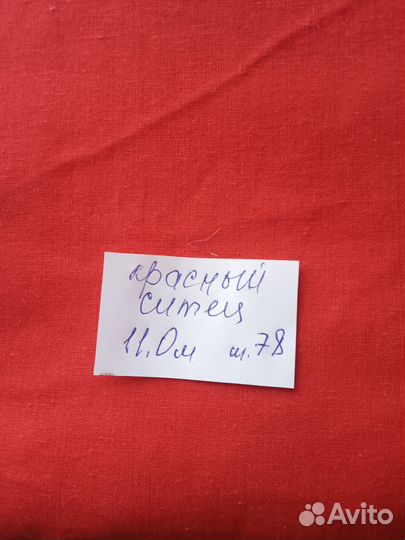 красный
ситец
11.0м ш.78
Avito